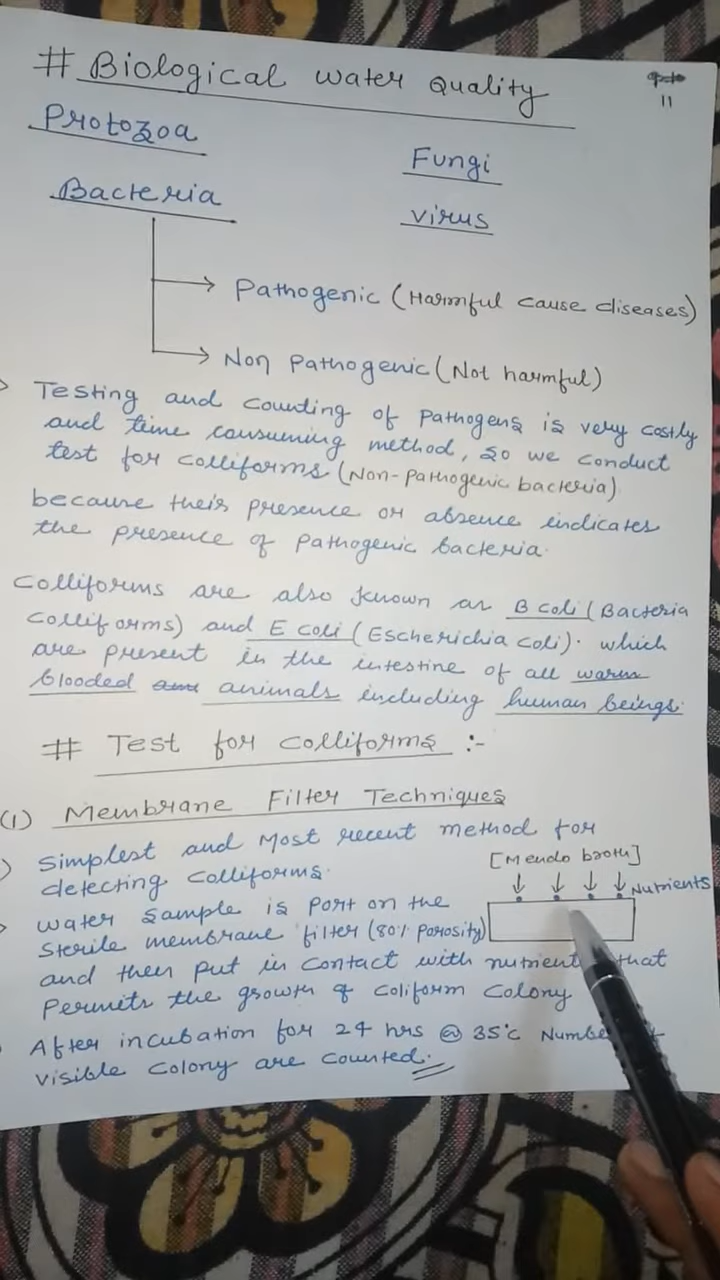 # Biological water Quality
11
Protozoa
Fungi
Bacteria
virus
Pathogenic (Harmful cause diseases)
Non Pathogenic (Not harmful)
Testing and counting of pathogens is very costly
and time consuming method, so we conduct
test for colliforms (Non-pathogenic bacteria)
because their presence or absence indicates
the presence of pathogenic bacteria.
Colliforms are also known as B coli (Bacteria
colliforms) and E coli (Escherichia coli). which
are present in the intestine of all warm
blooded animals including human beings.
# Test for colliforms :-
(1) Membrane Filter Techniques
Simplest and Most recent method for
detecting colliforms.
[Mendo broth]
Nutrients
water sample is port on the
sterile membrane filter (80% Porosity)
and then put in contact with nutrient that
Permits the growth of coliform colony
After incubation for 24 hrs @ 35°c Number
visible colony are counted.